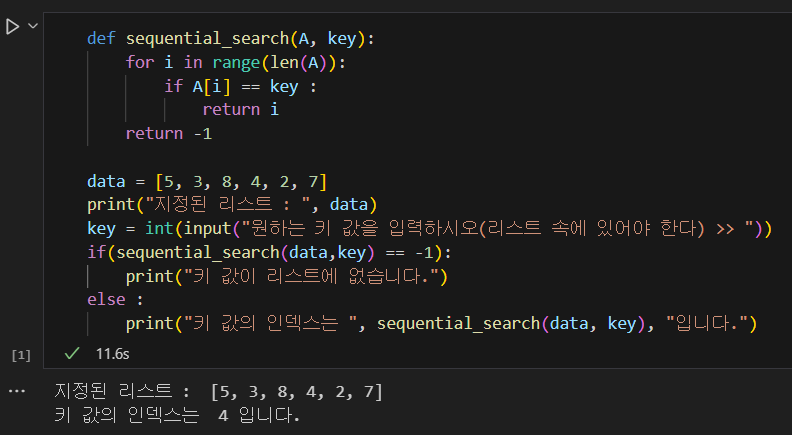 def sequential_search(A, key):
    for i in range(len(A)):
        if A[i] == key :
            return i
    return -1
data = [5, 3, 8, 4, 2, 7]
print("지정된 리스트 : ", data)
key = int(input("원하는 키 값을 입력하시오(리스트 속에 있어야 한다) >> "))
if(sequential_search(data,key) == -1):
    print("키 값이 리스트에 없습니다.")
else :
    print("키 값의 인덱스는 ", sequential_search(data, key), "입니다.")
[1] 11.6s
지정된 리스트 :  [5, 3, 8, 4, 2, 7]
키 값의 인덱스는  4 입니다.